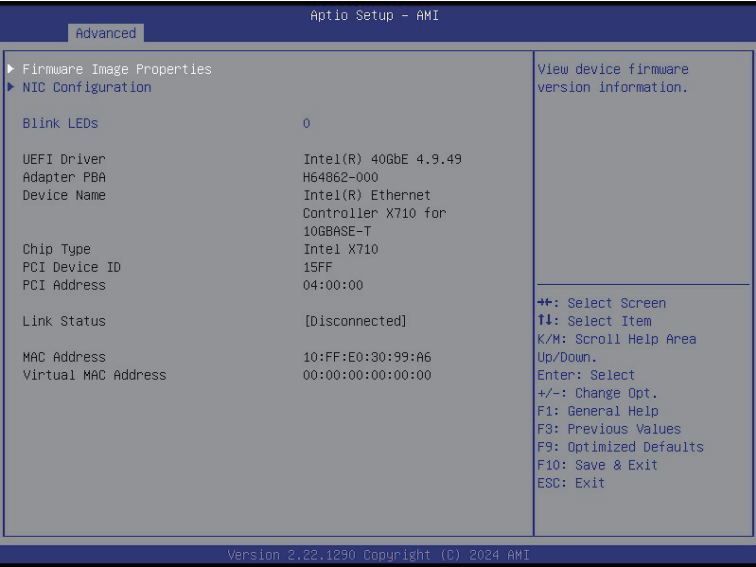 Aptio Setup – AMI
Advanced
Firmware Image Properties
NIC Configuration
Blink LEDs 0
UEFI Driver Intel(R) 40GbE 4.9.49
Adapter PBA H64862-000
Device Name Intel(R) Ethernet
Controller X710 for
10GBASE-T
Chip Type Intel X710
PCI Device ID 15FF
PCI Address 04:00:00
Link Status [Disconnected]
MAC Address 10:FF:E0:30:99:A6
Virtual MAC Address 00:00:00:00:00:00
View device firmware
version information.
→←: Select Screen
↑↓: Select Item
K/M: Scroll Help Area
Up/Down.
Enter: Select
+/-: Change Opt.
F1: General Help
F3: Previous Values
F9: Optimized Defaults
F10: Save & Exit
ESC: Exit
Version 2.22.1290 Copyright (C) 2024 AMI